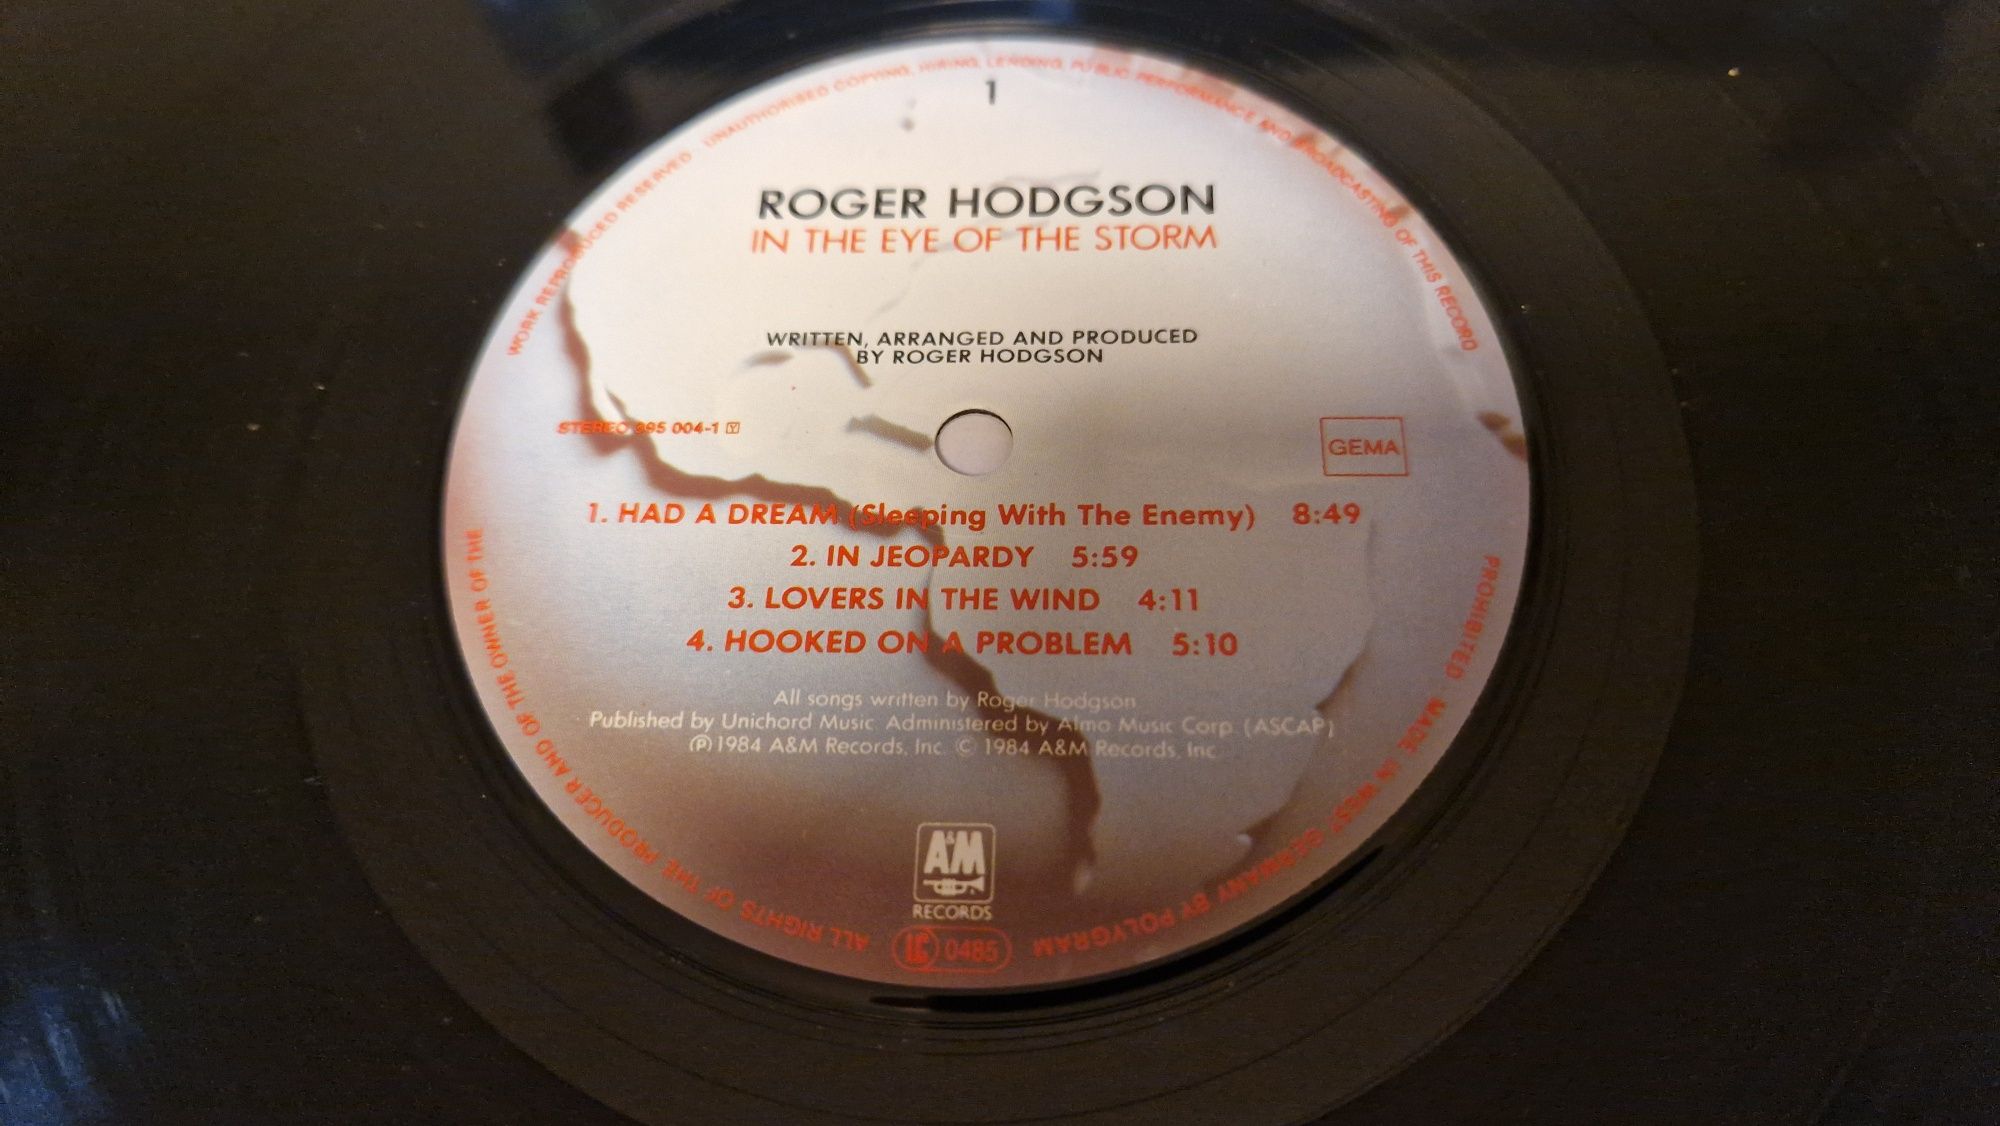 1
ROGER HODGSON
IN THE EYE OF THE STORM
WRITTEN, ARRANGED AND PRODUCED
BY ROGER HODGSON
STEREO 395 004-1 Y
GEMA
1. HAD A DREAM (Sleeping With The Enemy) 8:49
2. IN JEOPARDY 5:59
3. LOVERS IN THE WIND 4:11
4. HOOKED ON A PROBLEM 5:10
All songs written by Roger Hodgson
Published by Unichord Music. Administered by Almo Music Corp. (ASCAP)
℗ 1984 A&M Records, Inc. © 1984 A&M Records, Inc.
A&M
RECORDS
LC 0485
ALL RIGHTS OF THE PRODUCER AND OF THE OWNER OF THE WORK REPRODUCED RESERVED · UNAUTHORISED COPYING, HIRING, LENDING, PUBLIC PERFORMANCE AND BROADCASTING OF THIS RECORD PROHIBITED · MADE IN WEST GERMANY BY POLYGRAM